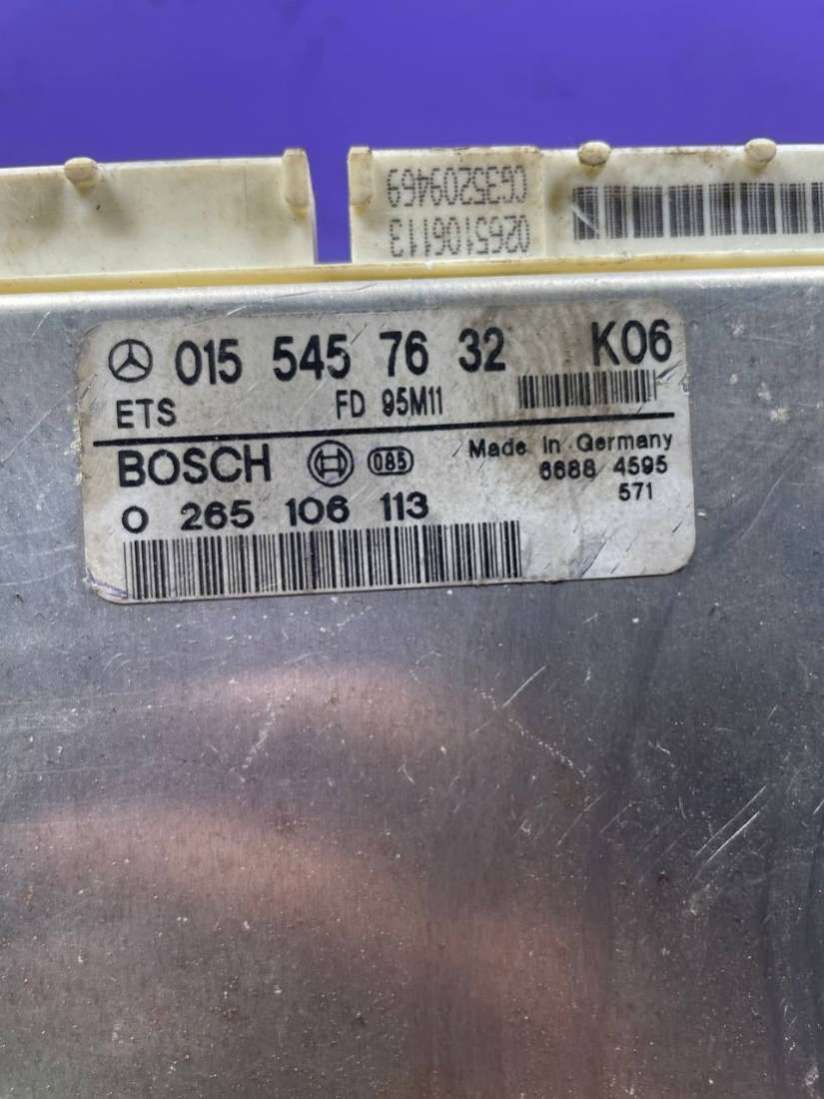 CG35209469
0265106113
015 545 76 32 K06
ETS FD 95M11
BOSCH 085 Made in Germany
6688 4595
0 265 106 113 571